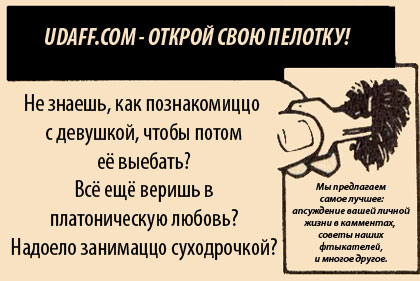 UDAFF.COM - ОТКРОЙ СВОЮ ПЕЛОТКУ!
Не знаешь, как познакомиццо
с девушкой, чтобы потом
её выебать?
Всё ещё веришь в
платоническую любовь?
Надоело занимаццо суходрочкой?
Мы предлагаем
самое лучшее:
апсуждение вашей личной
жизни в камментах,
советы наших
фтыкателей,
и многое другое.